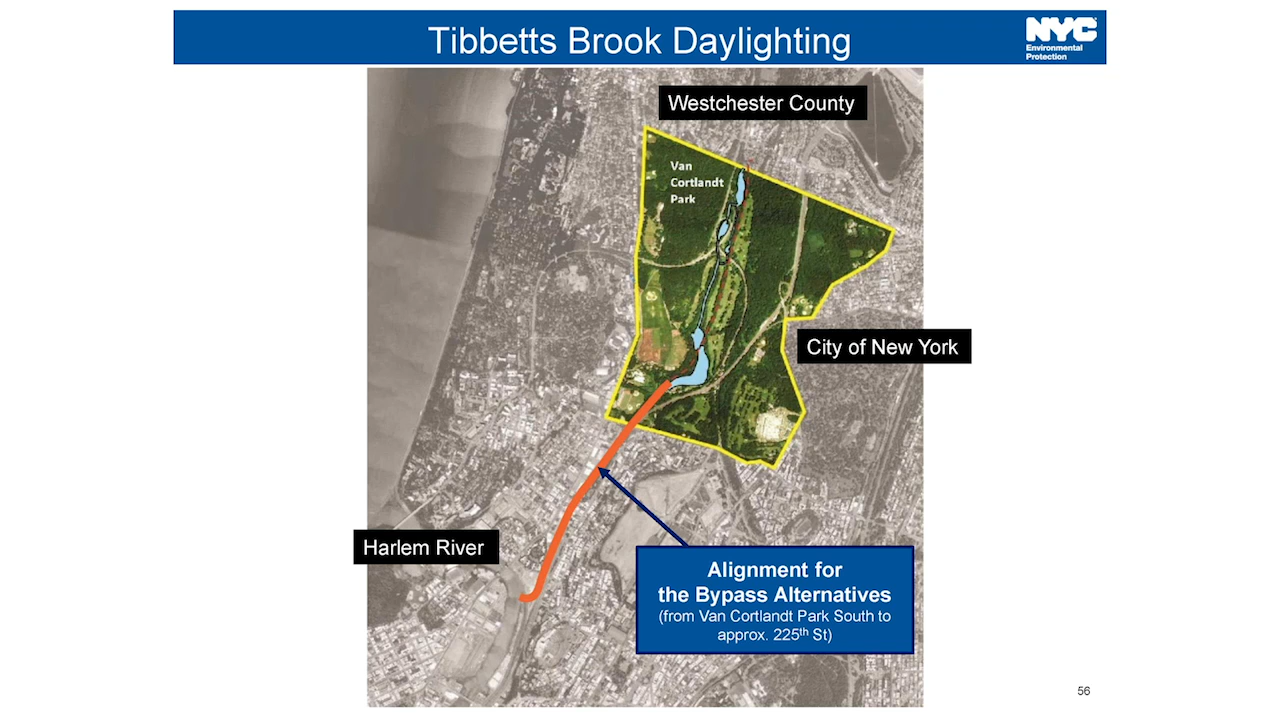 Tibbetts Brook Daylighting
NYC
Environmental
Protection
Westchester County
Van
Cortlandt
Park
City of New York
Harlem River
Alignment for
the Bypass Alternatives
(from Van Cortlandt Park South to
approx. 225th St)
56